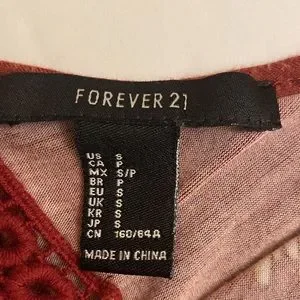 FOREVER 21
US S
CA P
MX S/P
BR P
EU S
UK S
KR S
JP S
CN 160/84A
MADE IN CHINA